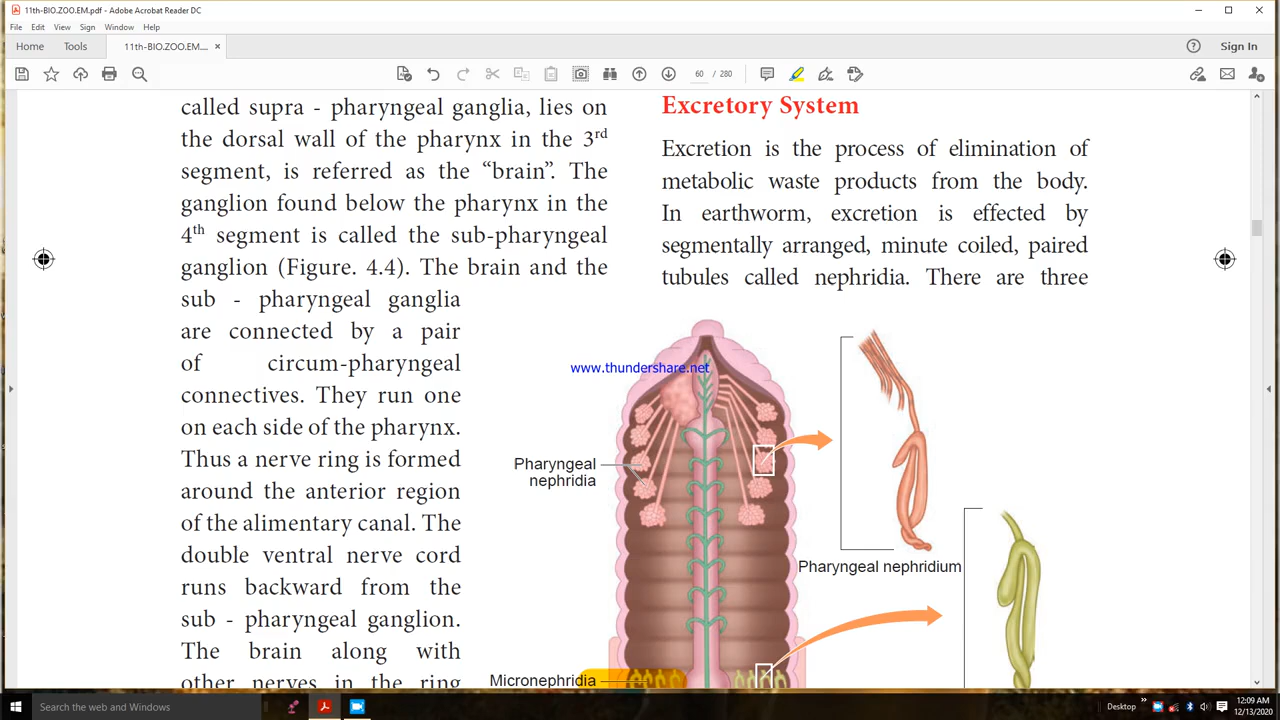 11th-BIO.ZOO.EM.pdf - Adobe Acrobat Reader DC
File Edit View Sign Window Help
Home Tools 11th-BIO.ZOO.EM.... × Sign In
60 / 280
called supra - pharyngeal ganglia, lies on
the dorsal wall of the pharynx in the 3rd
segment, is referred as the “brain”. The
ganglion found below the pharynx in the
4th segment is called the sub-pharyngeal
ganglion (Figure. 4.4). The brain and the
sub - pharyngeal ganglia
are connected by a pair
of circum-pharyngeal
connectives. They run one
on each side of the pharynx.
Thus a nerve ring is formed
around the anterior region
of the alimentary canal. The
double ventral nerve cord
runs backward from the
sub - pharyngeal ganglion.
The brain along with
other nerves in the ring
Excretory System
Excretion is the process of elimination of
metabolic waste products from the body.
In earthworm, excretion is effected by
segmentally arranged, minute coiled, paired
tubules called nephridia. There are three
www.thundershare.net
Pharyngeal
nephridia
Pharyngeal nephridium
Micronephridia
Search the web and Windows
Desktop
12:09 AM
12/13/2020